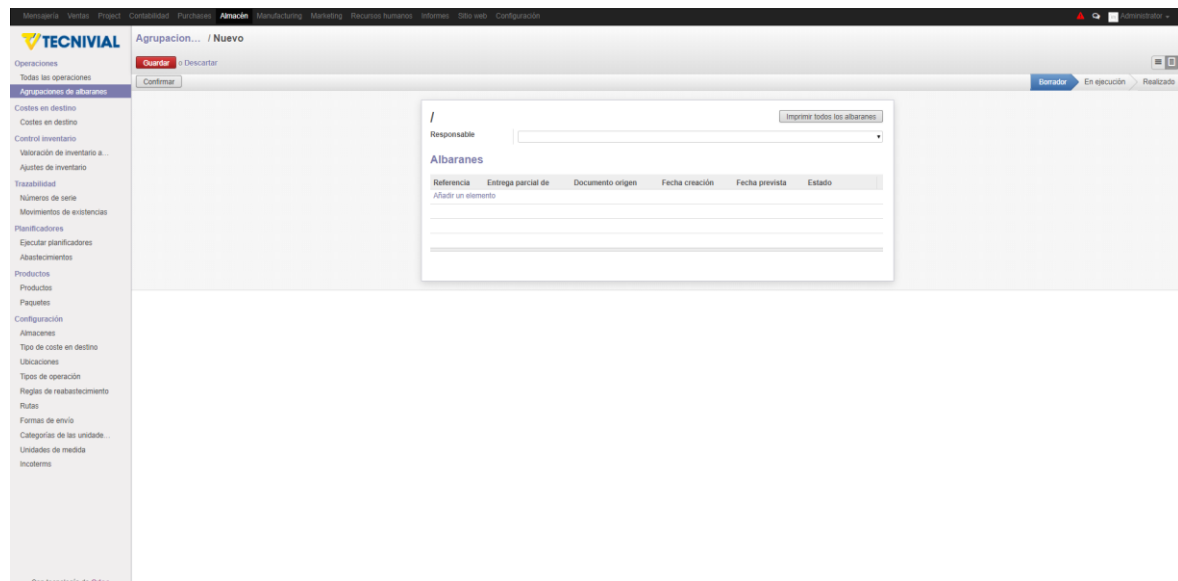 Mensajería Ventas Project Contabilidad Purchases Almacén Manufacturing Marketing Recursos humanos Informes Sitio web Configuración Administrator
TECNIVIAL
Agrupacion... / Nuevo
Guardar o Descartar
Confirmar
Borrador En ejecución Realizado
Operaciones
Todas las operaciones
Agrupaciones de albaranes
Costes en destino
Costes en destino
Control inventario
Valoración de inventario a...
Ajustes de inventario
Trazabilidad
Números de serie
Movimientos de existencias
Planificadores
Ejecutar planificadores
Abastecimientos
Productos
Productos
Paquetes
Configuración
Almacenes
Tipo de coste en destino
Ubicaciones
Tipos de operación
Reglas de reabastecimiento
Rutas
Formas de envío
Categorías de las unidade...
Unidades de medida
Incoterms
/
Imprimir todos los albaranes
Responsable
Albaranes
Referencia Entrega parcial de Documento origen Fecha creación Fecha prevista Estado
Añadir un elemento